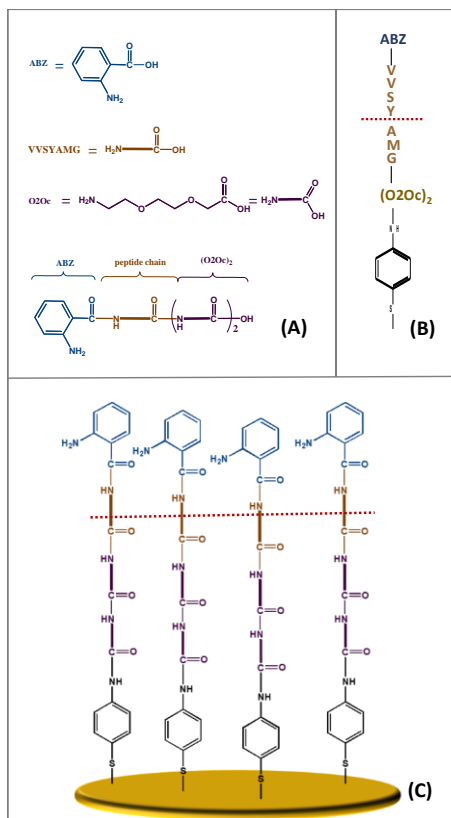 ABZ = OH
O
NH₂
VVSYAMG = H₂N C OH
O
O2Oc = H₂N O O O OH = H₂N C O
OH
ABZ peptide chain (O2Oc)₂
O O O
C N C ( N C ) OH
H H 2
NH₂
(A)
ABZ
V
V
S
Y
A
M
G
(O2Oc)₂
N H
S
(B)
H₂N H₂N H₂N H₂N
C=O C=O C=O C=O
HN HN HN HN
C=O C=O C=O C=O
HN HN HN HN
C=O C=O C=O C=O
HN HN HN HN
C=O C=O C=O C=O
NH NH NH NH
S S S S
(C)